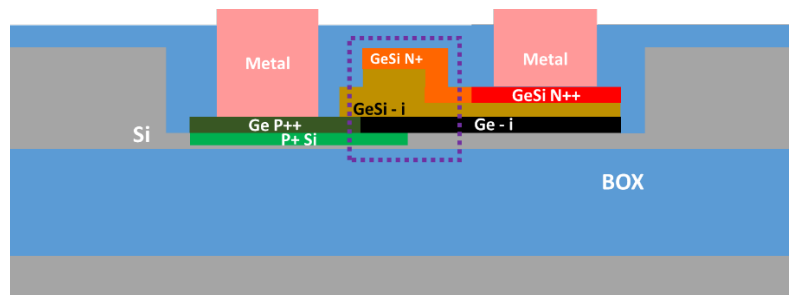 GeSi N+
Metal
Metal
GeSi N++
GeSi - i
Ge P++
Ge - i
Si
P+ Si
BOX